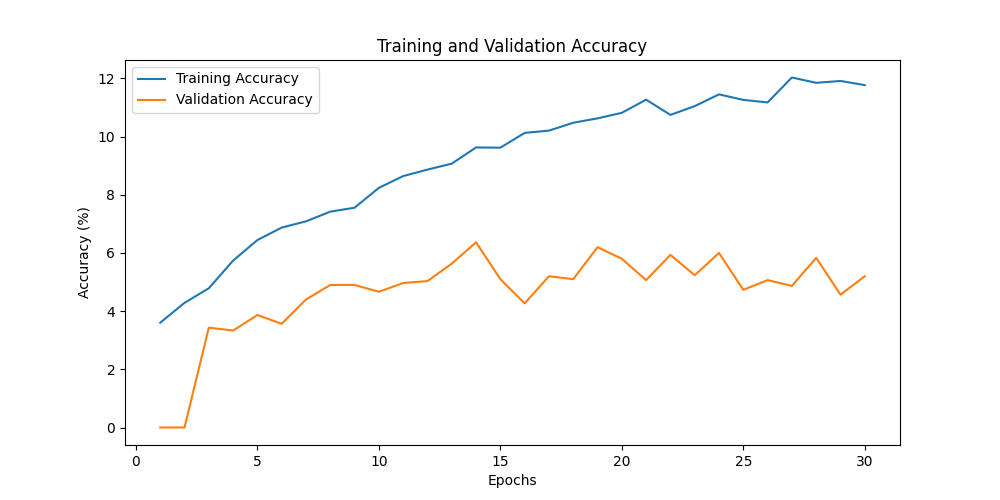 Training and Validation Accuracy
Training Accuracy
Validation Accuracy
Accuracy (%)
12
10
8
6
4
2
0
0 5 10 15 20 25 30
Epochs